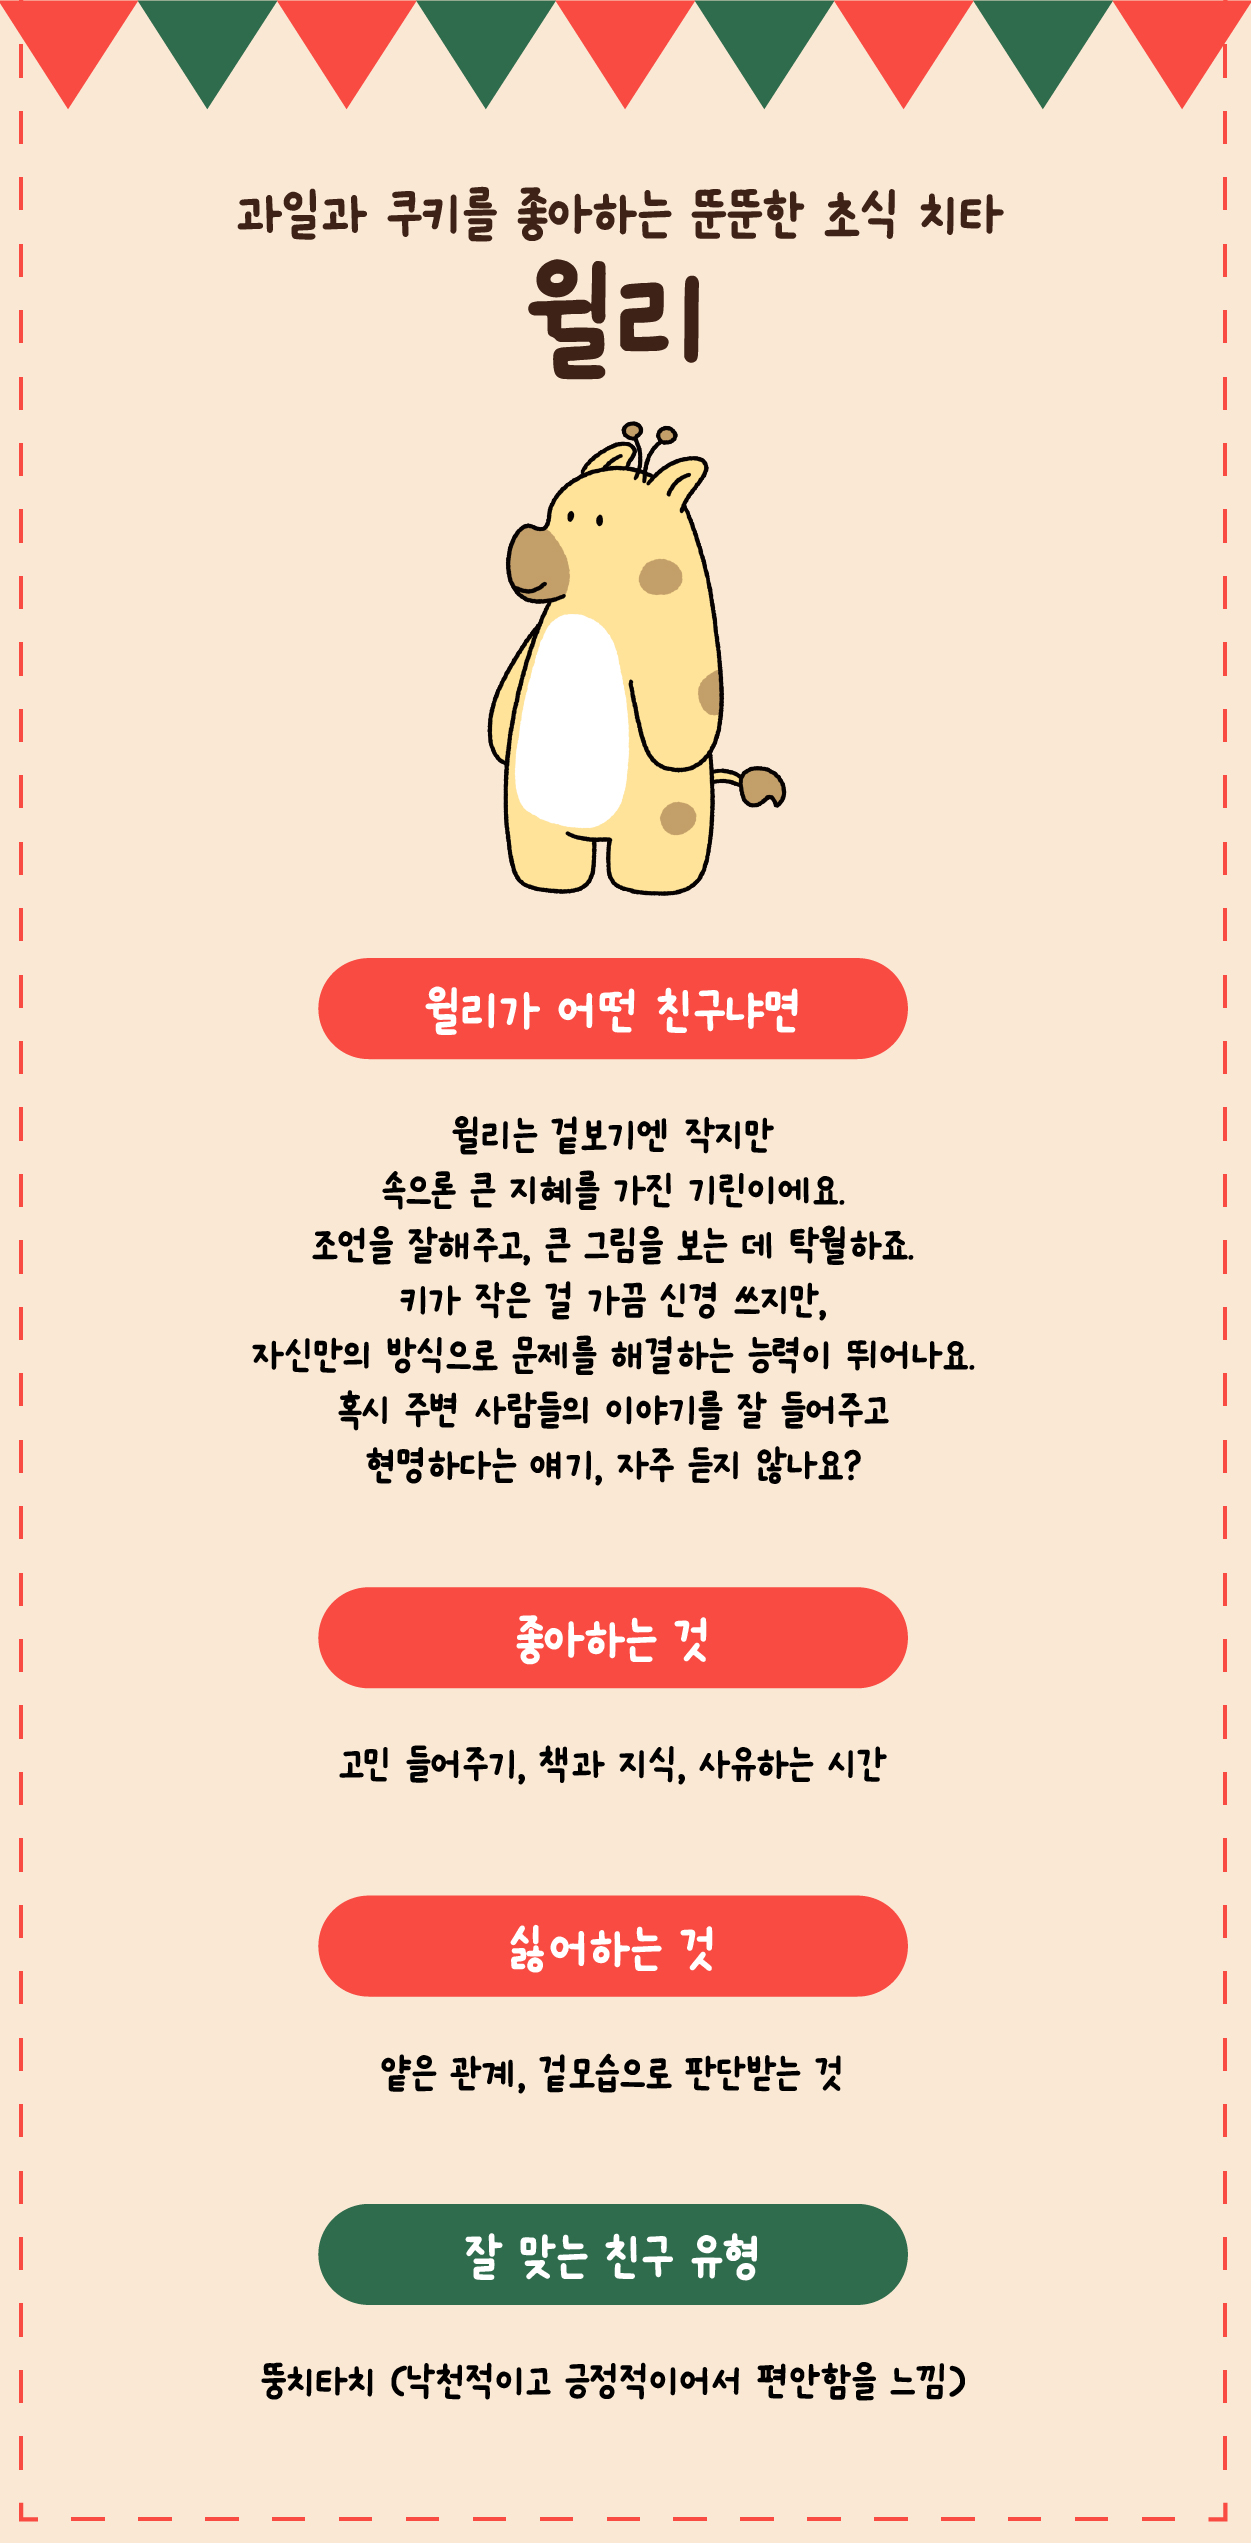 과일과 쿠키를 좋아하는 뚠뚠한 초식 치타
윌리
윌리가 어떤 친구냐면
윌리는 겉보기엔 작지만
속으론 큰 지혜를 가진 기린이에요.
조언을 잘해주고, 큰 그림을 보는 데 탁월하죠.
키가 작은 걸 가끔 신경 쓰지만,
자신만의 방식으로 문제를 해결하는 능력이 뛰어나요.
혹시 주변 사람들의 이야기를 잘 들어주고
현명하다는 얘기, 자주 듣지 않나요?
좋아하는 것
고민 들어주기, 책과 지식, 사유하는 시간
싫어하는 것
얕은 관계, 겉모습으로 판단받는 것
잘 맞는 친구 유형
뚱치타치 (낙천적이고 긍정적이어서 편안함을 느낌)